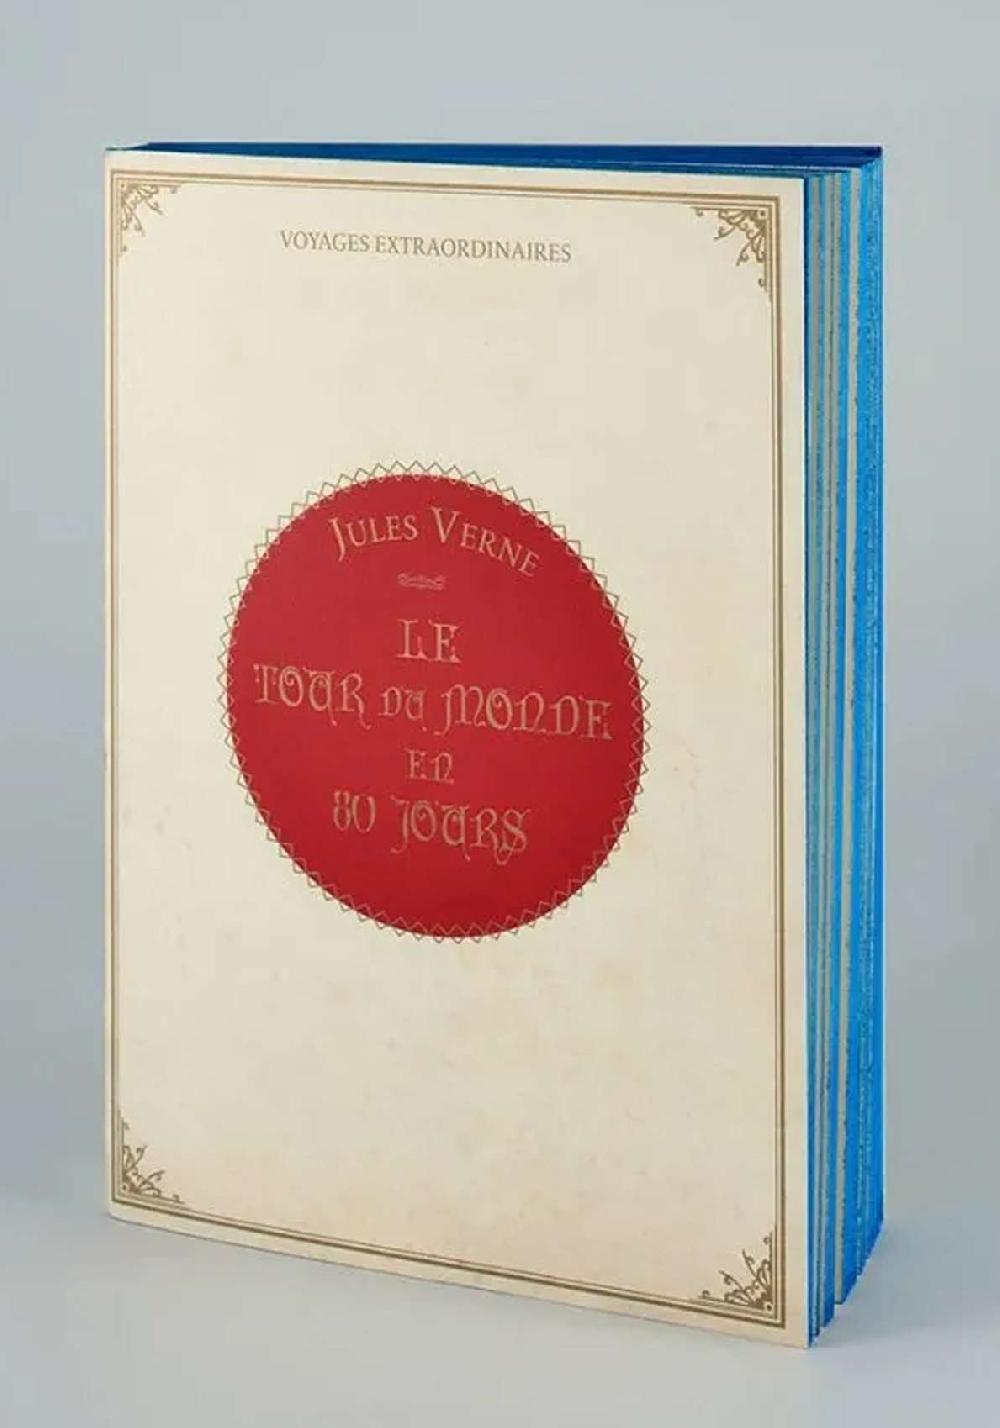 VOYAGES EXTRAORDINAIRES
JULES VERNE
LE
TOUR DU MONDE
EN
80 JOURS